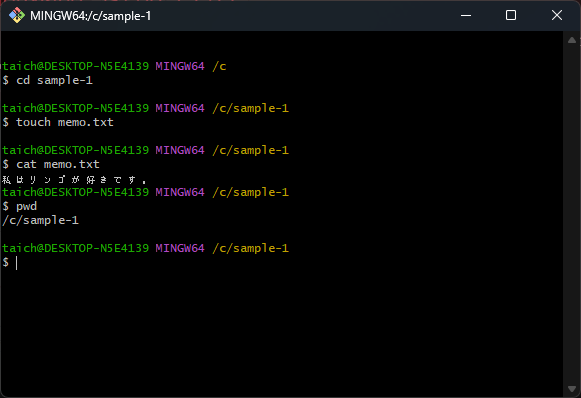 MINGW64:/c/sample-1
taich@DESKTOP-N5E4139 MINGW64 /c
$ cd sample-1
taich@DESKTOP-N5E4139 MINGW64 /c/sample-1
$ touch memo.txt
taich@DESKTOP-N5E4139 MINGW64 /c/sample-1
$ cat memo.txt
私はリンゴが好きです。
taich@DESKTOP-N5E4139 MINGW64 /c/sample-1
$ pwd
/c/sample-1
taich@DESKTOP-N5E4139 MINGW64 /c/sample-1
$